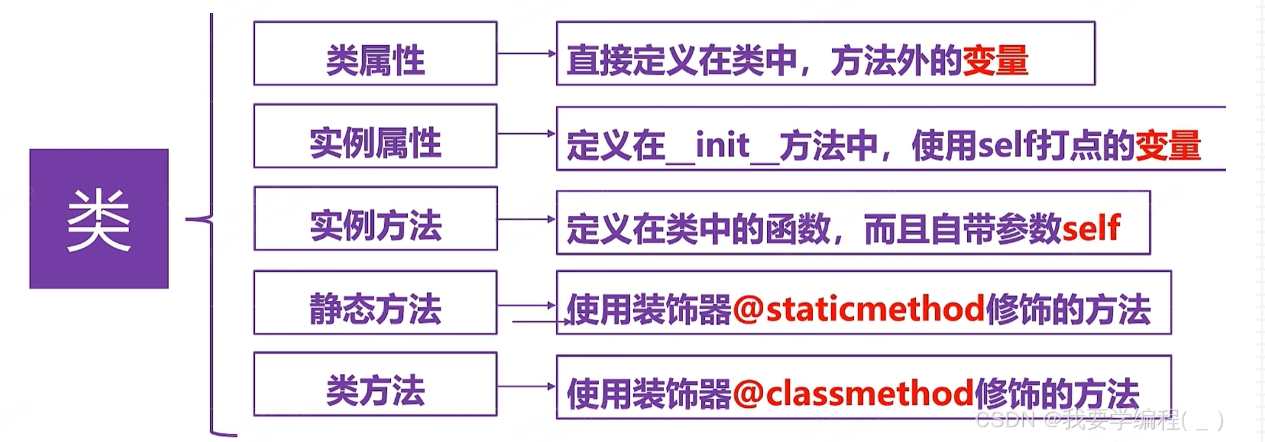 类
类属性
直接定义在类中，方法外的变量
实例属性
定义在__init__方法中，使用self打点的变量
实例方法
定义在类中的函数，而且自带参数self
静态方法
使用装饰器@staticmethod修饰的方法
类方法
使用装饰器@classmethod修饰的方法
CSDN @我要学编程( _ )